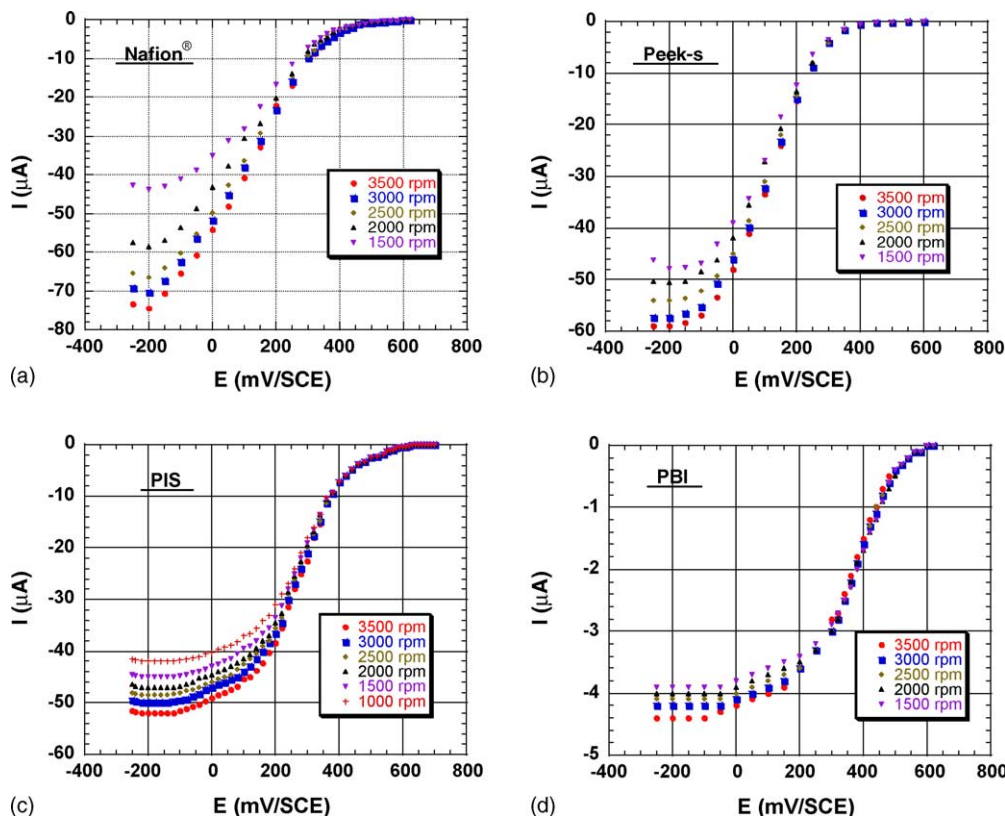 0
-10
-20
-30
-40
-50
-60
-70
-80
I (μA)
Nafion®
3500 rpm
3000 rpm
2500 rpm
2000 rpm
1500 rpm
-400 -200 0 200 400 600 800
E (mV/SCE)
(a)
0
-10
-20
-30
-40
-50
-60
I (μA)
Peek-s
3500 rpm
3000 rpm
2500 rpm
2000 rpm
1500 rpm
-400 -200 0 200 400 600 800
E (mV/SCE)
(b)
0
-10
-20
-30
-40
-50
-60
I (μA)
PIS
3500 rpm
3000 rpm
2500 rpm
2000 rpm
1500 rpm
1000 rpm
-400 -200 0 200 400 600 800
E (mV/SCE)
(c)
0
-1
-2
-3
-4
-5
I (μA)
PBI
3500 rpm
3000 rpm
2500 rpm
2000 rpm
1500 rpm
-400 -200 0 200 400 600 800
E (mV/SCE)
(d)